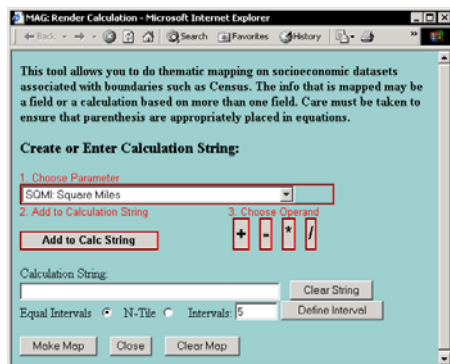 MAG: Render Calculation - Microsoft Internet Explorer
Back Search Favorites History »
This tool allows you to do thematic mapping on socioeconomic datasets
associated with boundaries such as Census. The info that is mapped may be
a field or a calculation based on more than one field. Care must be taken to
ensure that parenthesis are appropriately placed in equations.
Create or Enter Calculation String:
1. Choose Parameter
SQMI: Square Miles
2. Add to Calculation String 3. Choose Operand
Add to Calc String + - * /
Calculation String:
Clear String
Equal Intervals N-Tile Intervals: 5 Define Interval
Make Map Close Clear Map